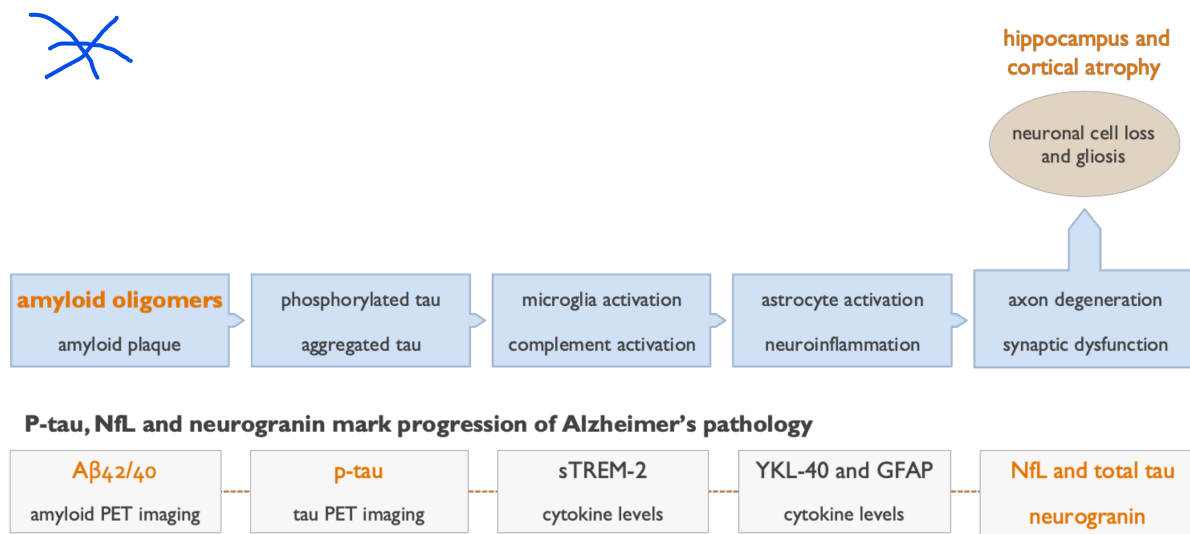 hippocampus and
cortical atrophy
neuronal cell loss
and gliosis
amyloid oligomers
amyloid plaque
phosphorylated tau
aggregated tau
microglia activation
complement activation
astrocyte activation
neuroinflammation
axon degeneration
synaptic dysfunction
P-tau, NfL and neurogranin mark progression of Alzheimer's pathology
Aβ42/40
amyloid PET imaging
p-tau
tau PET imaging
sTREM-2
cytokine levels
YKL-40 and GFAP
cytokine levels
NfL and total tau
neurogranin